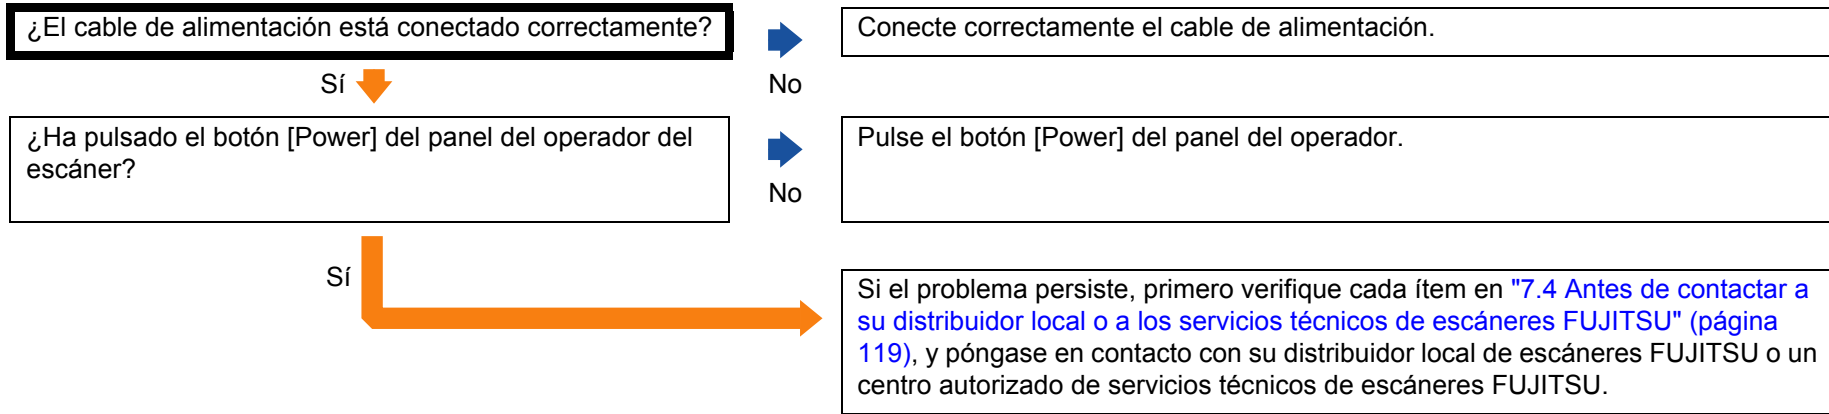 ¿El cable de alimentación está conectado correctamente?
Conecte correctamente el cable de alimentación.
Sí
No
¿Ha pulsado el botón [Power] del panel del operador del
escáner?
Pulse el botón [Power] del panel del operador.
No
Sí
Si el problema persiste, primero verifique cada ítem en "7.4 Antes de contactar a
su distribuidor local o a los servicios técnicos de escáneres FUJITSU" (página
119), y póngase en contacto con su distribuidor local de escáneres FUJITSU o un
centro autorizado de servicios técnicos de escáneres FUJITSU.